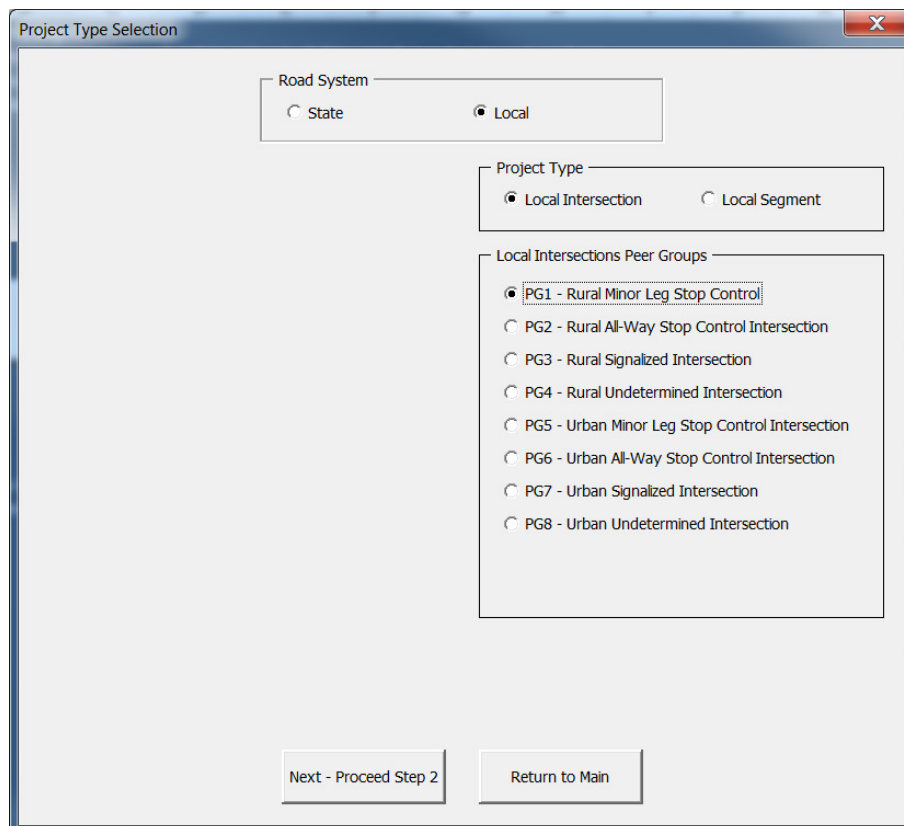 Project Type Selection
X
Road System
State
Local
Project Type
Local Intersection
Local Segment
Local Intersections Peer Groups
PG1 - Rural Minor Leg Stop Control
PG2 - Rural All-Way Stop Control Intersection
PG3 - Rural Signalized Intersection
PG4 - Rural Undetermined Intersection
PG5 - Urban Minor Leg Stop Control Intersection
PG6 - Urban All-Way Stop Control Intersection
PG7 - Urban Signalized Intersection
PG8 - Urban Undetermined Intersection
Next - Proceed Step 2
Return to Main